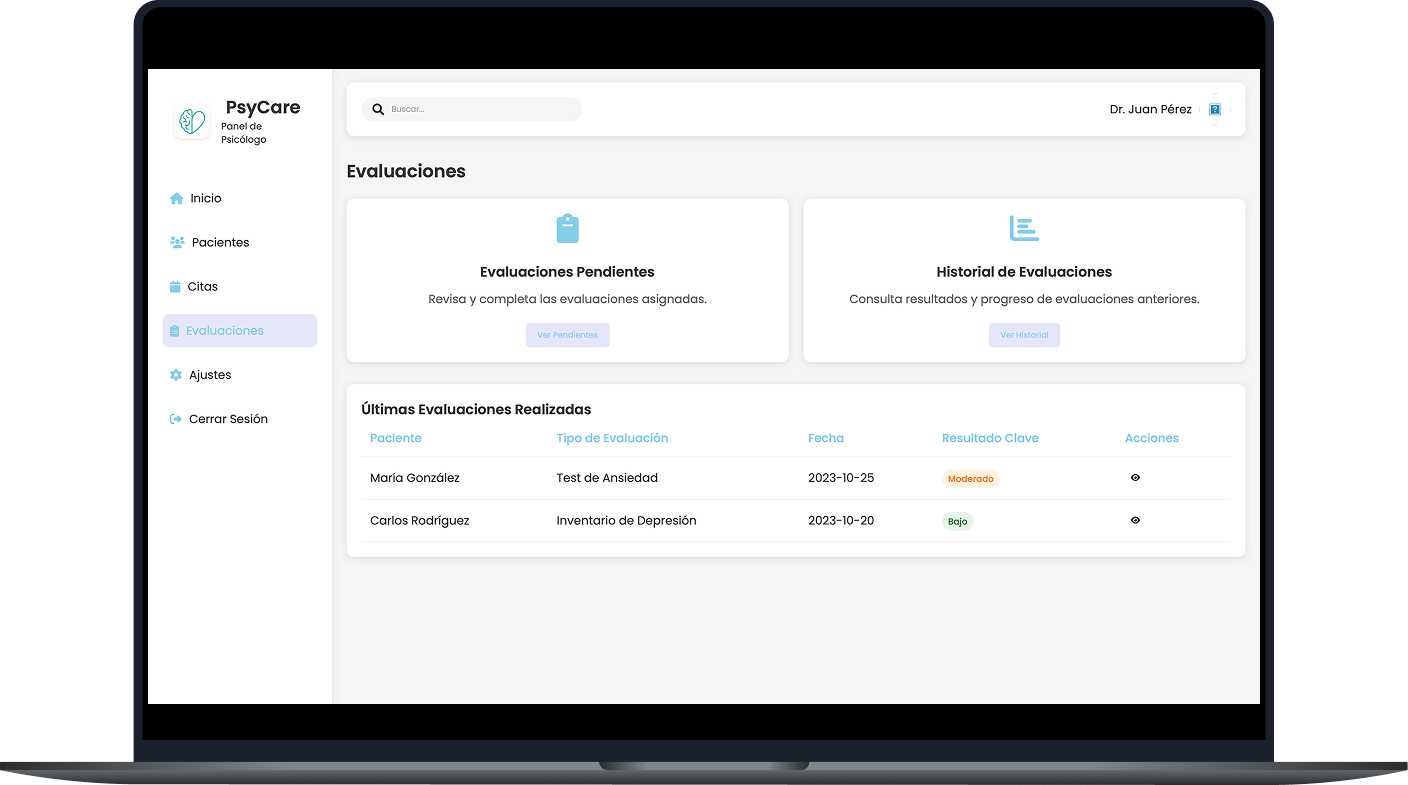 PsyCare
Panel de
Psicólogo
Inicio
Pacientes
Citas
Evaluaciones
Ajustes
Cerrar Sesión
Buscar...
Dr. Juan Pérez
?
Evaluaciones
Evaluaciones Pendientes
Revisa y completa las evaluaciones asignadas.
Ver Pendientes
Historial de Evaluaciones
Consulta resultados y progreso de evaluaciones anteriores.
Ver Historial
Últimas Evaluaciones Realizadas
Paciente Tipo de Evaluación Fecha Resultado Clave Acciones
María González Test de Ansiedad 2023-10-25 Moderado
Carlos Rodríguez Inventario de Depresión 2023-10-20 Bajo